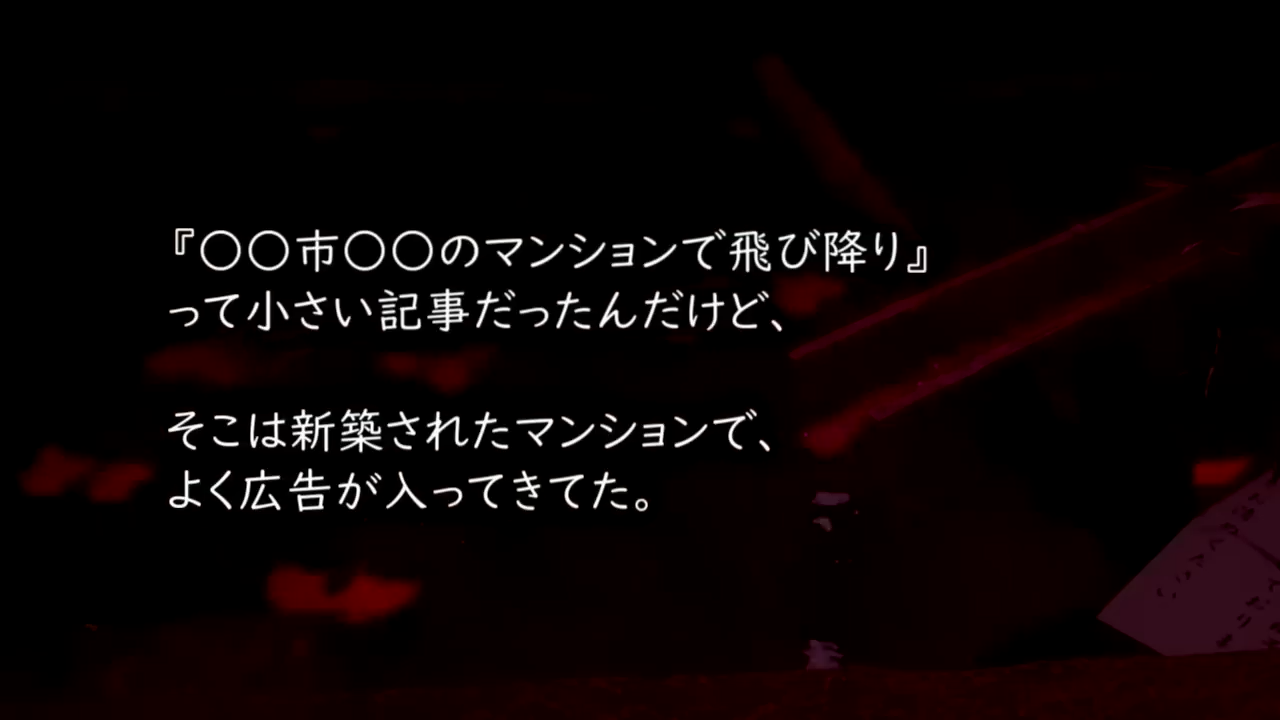 『〇〇市〇〇のマンションで飛び降り』
って小さい記事だったんだけど、
そこは新築されたマンションで、
よく広告が入ってきてた。